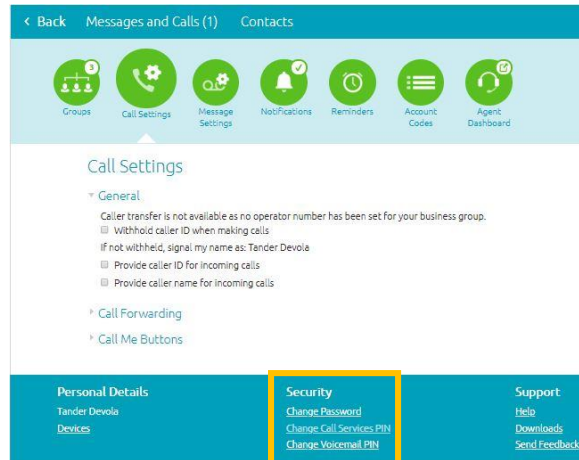 Back Messages and Calls (1) Contacts
3
Groups
Call Settings
Message Settings
Notifications
Reminders
Account Codes
Agent Dashboard
Call Settings
General
Caller transfer is not available as no operator number has been set for your business group.
Withhold caller ID when making calls
If not withheld, signal my name as: Tander Devola
Provide caller ID for incoming calls
Provide caller name for incoming calls
Call Forwarding
Call Me Buttons
Personal Details
Tander Devola
Devices
Security
Change Password
Change Call Services PIN
Change Voicemail PIN
Support
Help
Downloads
Send Feedback